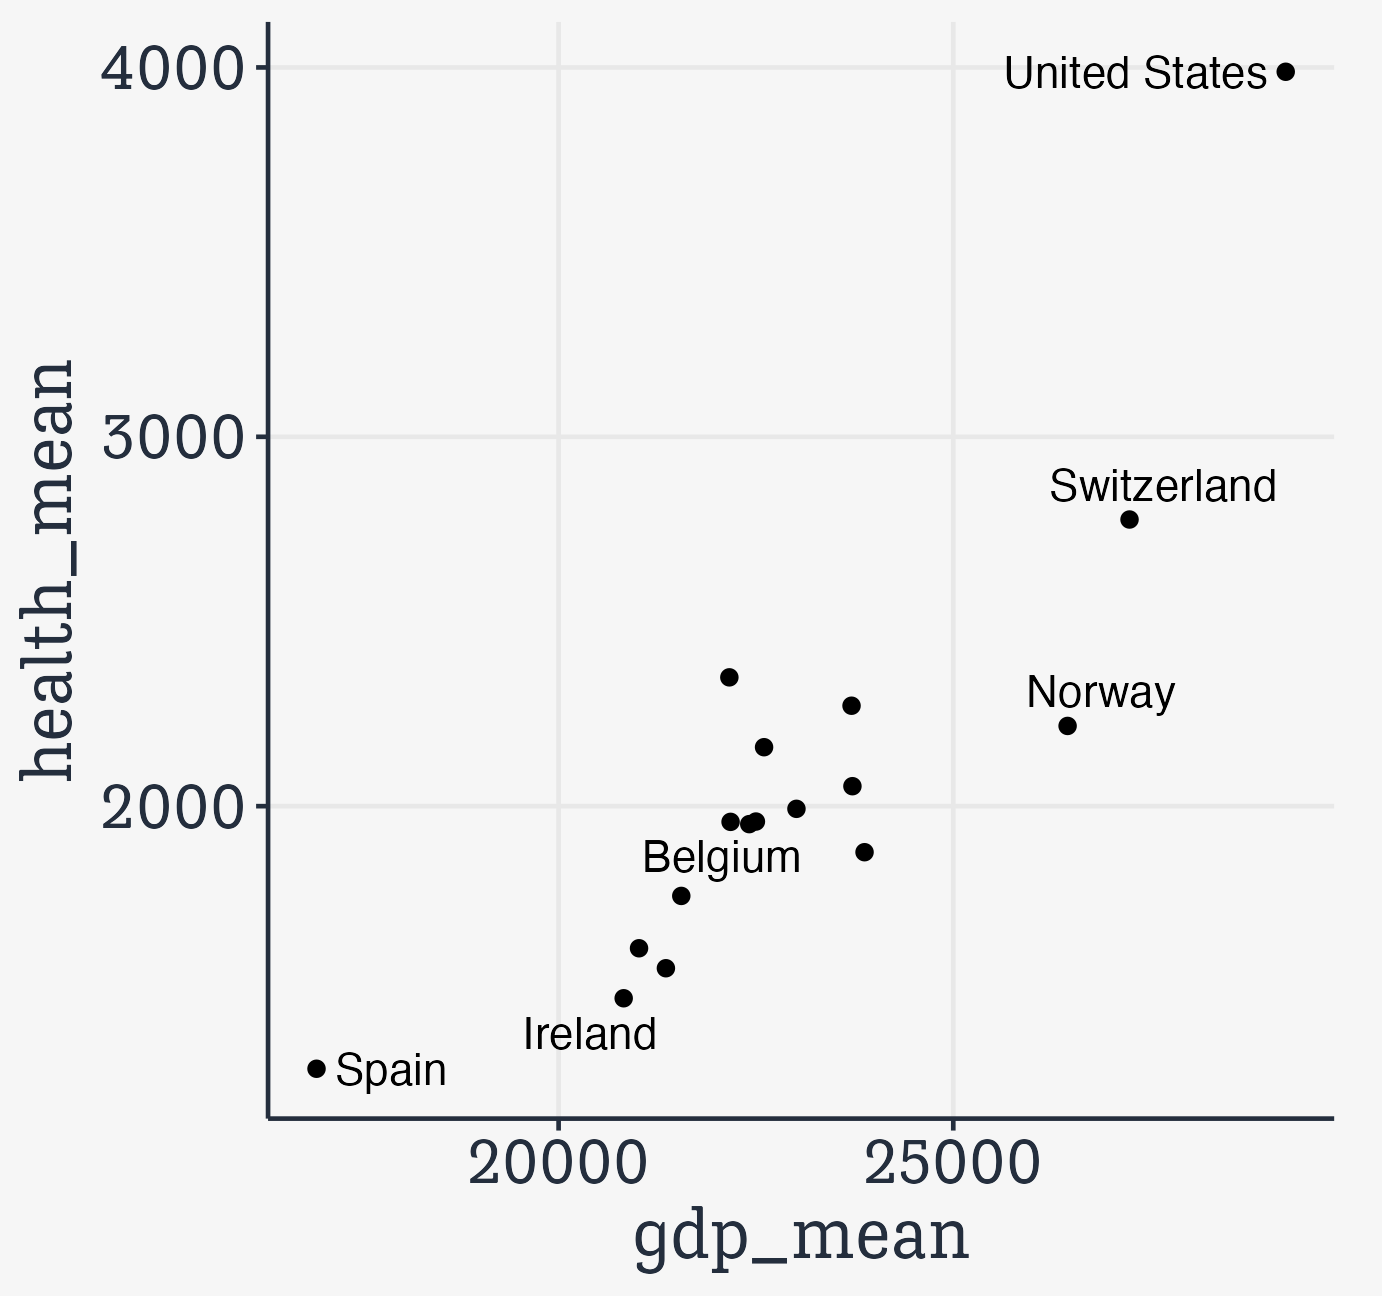 4000
United States
3000
Switzerland
Norway
2000
Belgium
Ireland
Spain
20000
25000
gdp_mean
health_mean